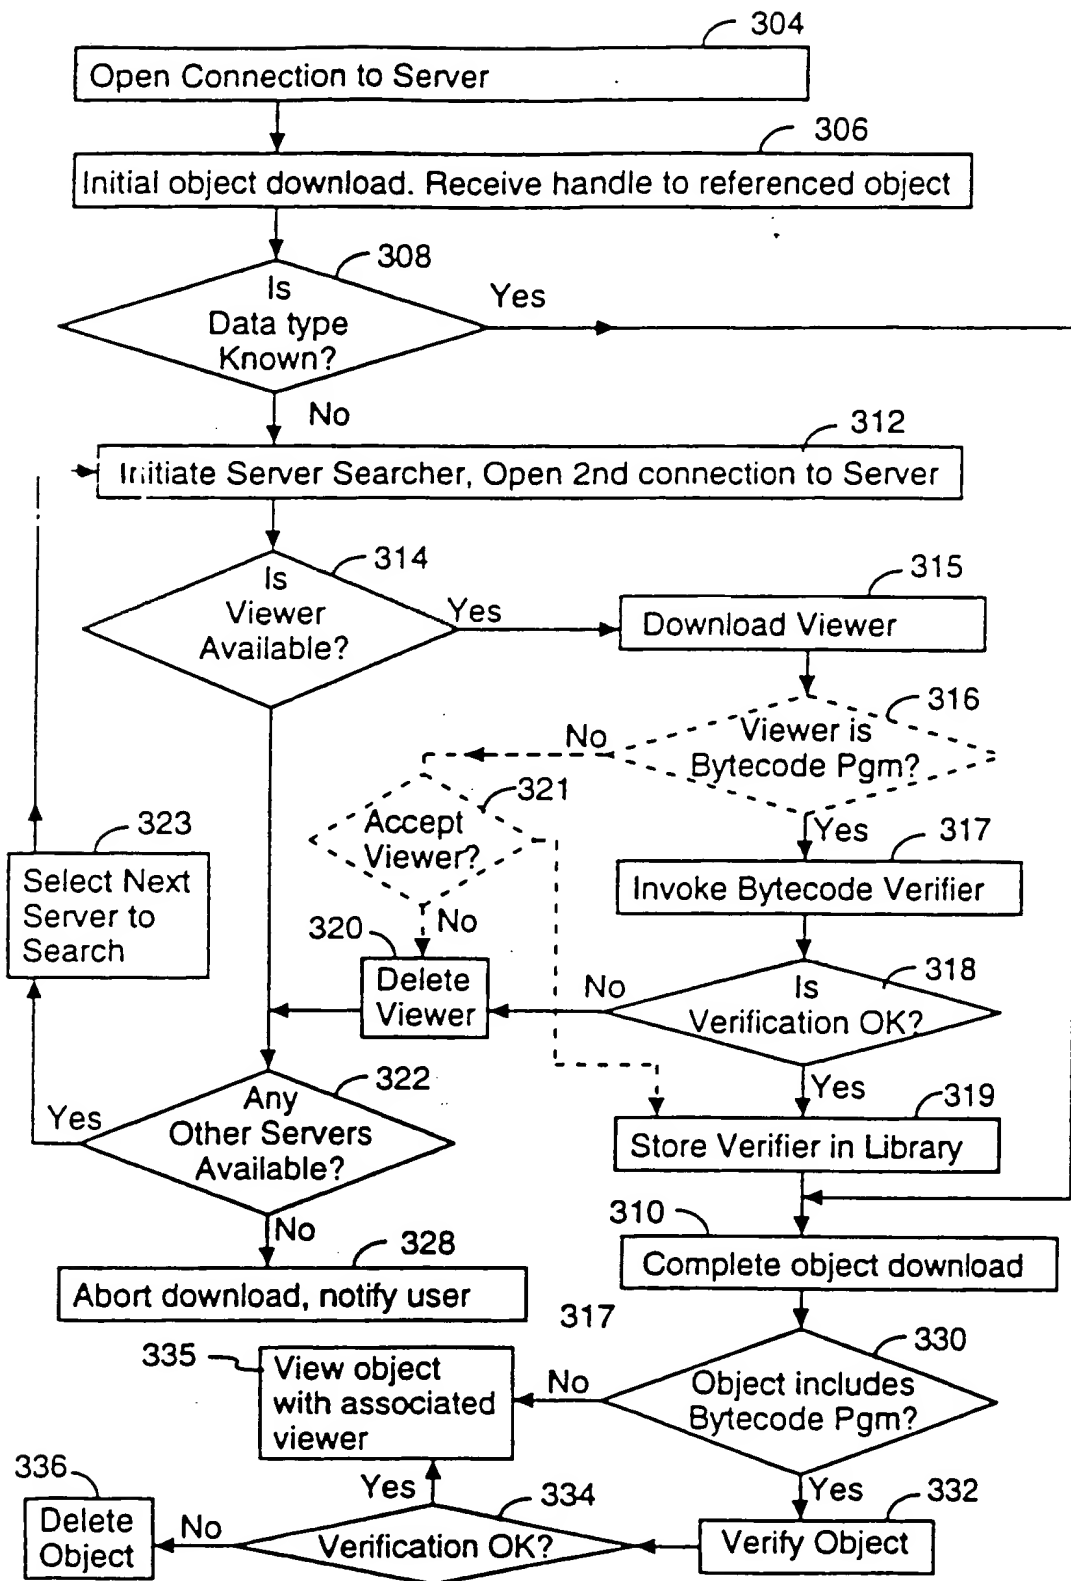 304
Open Connection to Server
306
Initial object download. Receive handle to referenced object
308
Is
Data type
Known?
Yes
No
312
Initiate Server Searcher, Open 2nd connection to Server
314
Is
Viewer
Available?
Yes
315
Download Viewer
316
Viewer is
Bytecode Pgm?
No
Yes
321
Accept
Viewer?
No
323
Select Next
Server to
Search
317
Invoke Bytecode Verifier
320
Delete
Viewer
No
318
Is
Verification OK?
Yes
322
Any
Other Servers
Available?
Yes
No
319
Store Verifier in Library
310
Complete object download
328
Abort download, notify user
317
330
Object includes
Bytecode Pgm?
No
Yes
335
View object
with associated
viewer
Yes
336
Delete
Object
No
334
Verification OK?
332
Verify Object